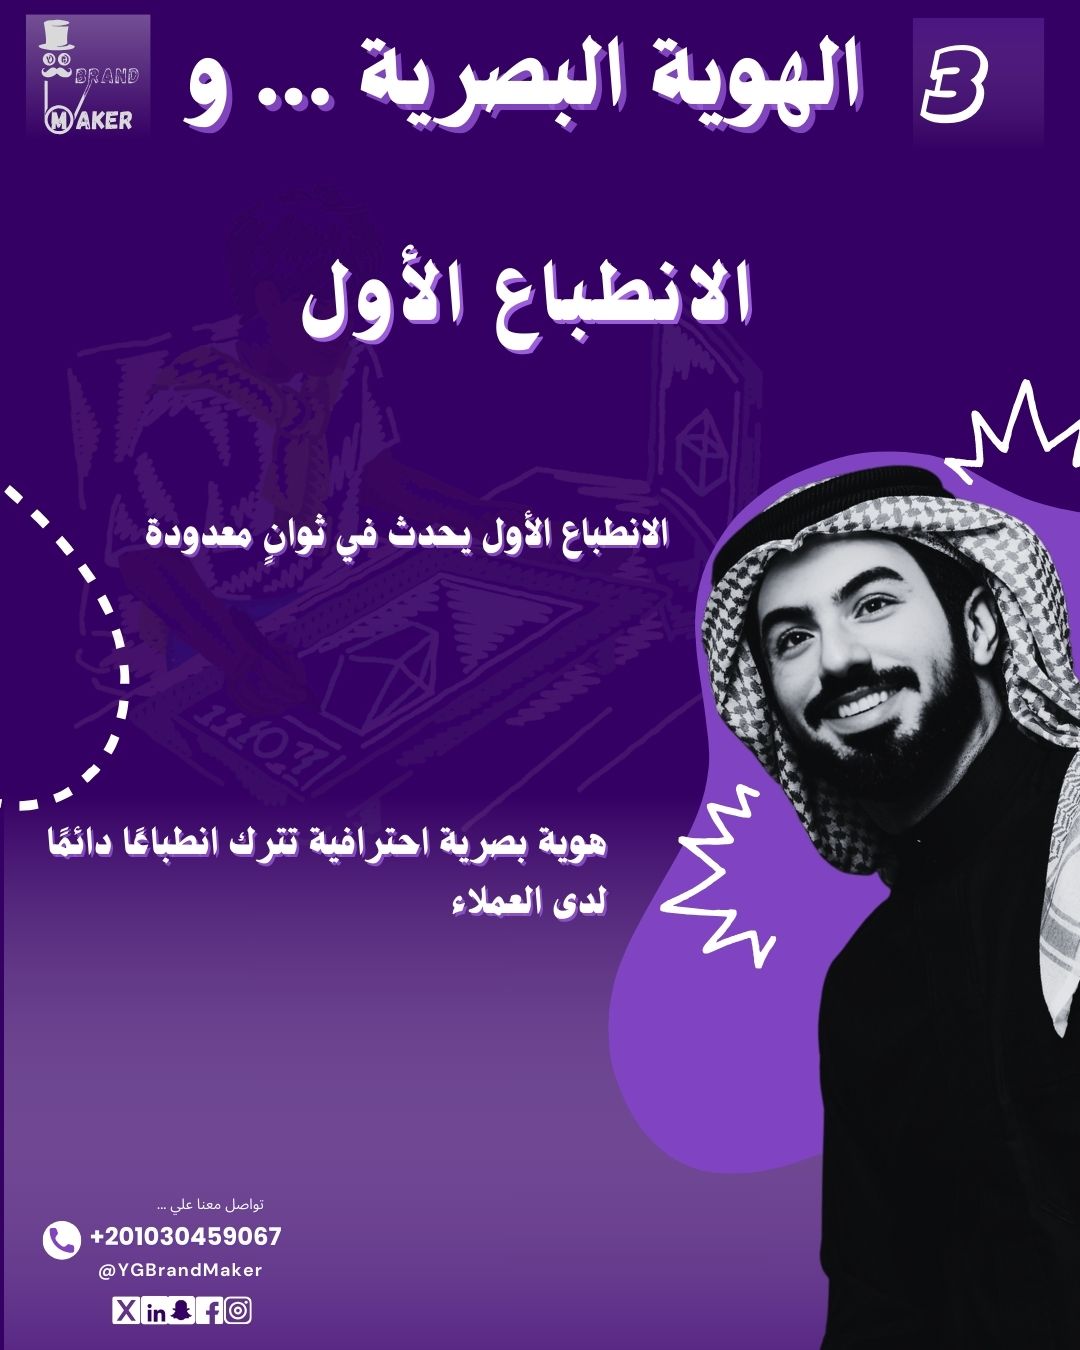 3
الهوية البصرية ... و
BRAND
MAKER
الانطباع الأول
الانطباع الأول يحدث في ثوانٍ معدودة
هوية بصرية احترافية تترك انطباعًا دائمًا
لدى العملاء
تواصل معنا علي ...
+201030459067
@YGBrandMaker